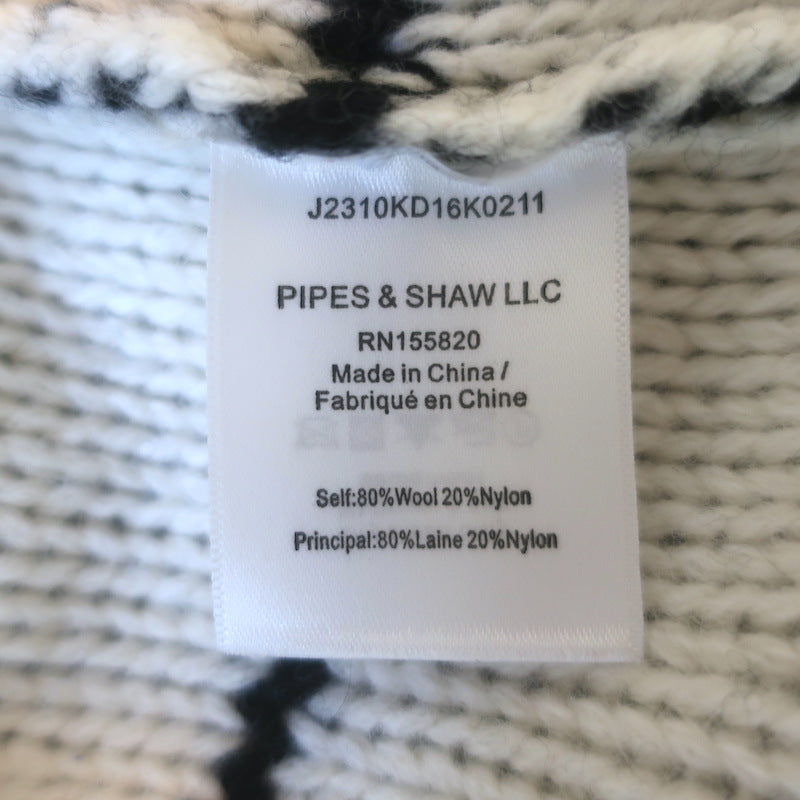 J2310KD16K0211
PIPES & SHAW LLC
RN155820
Made in China /
Fabriqué en Chine
Self:80%Wool 20%Nylon
Principal:80%Laine 20%Nylon